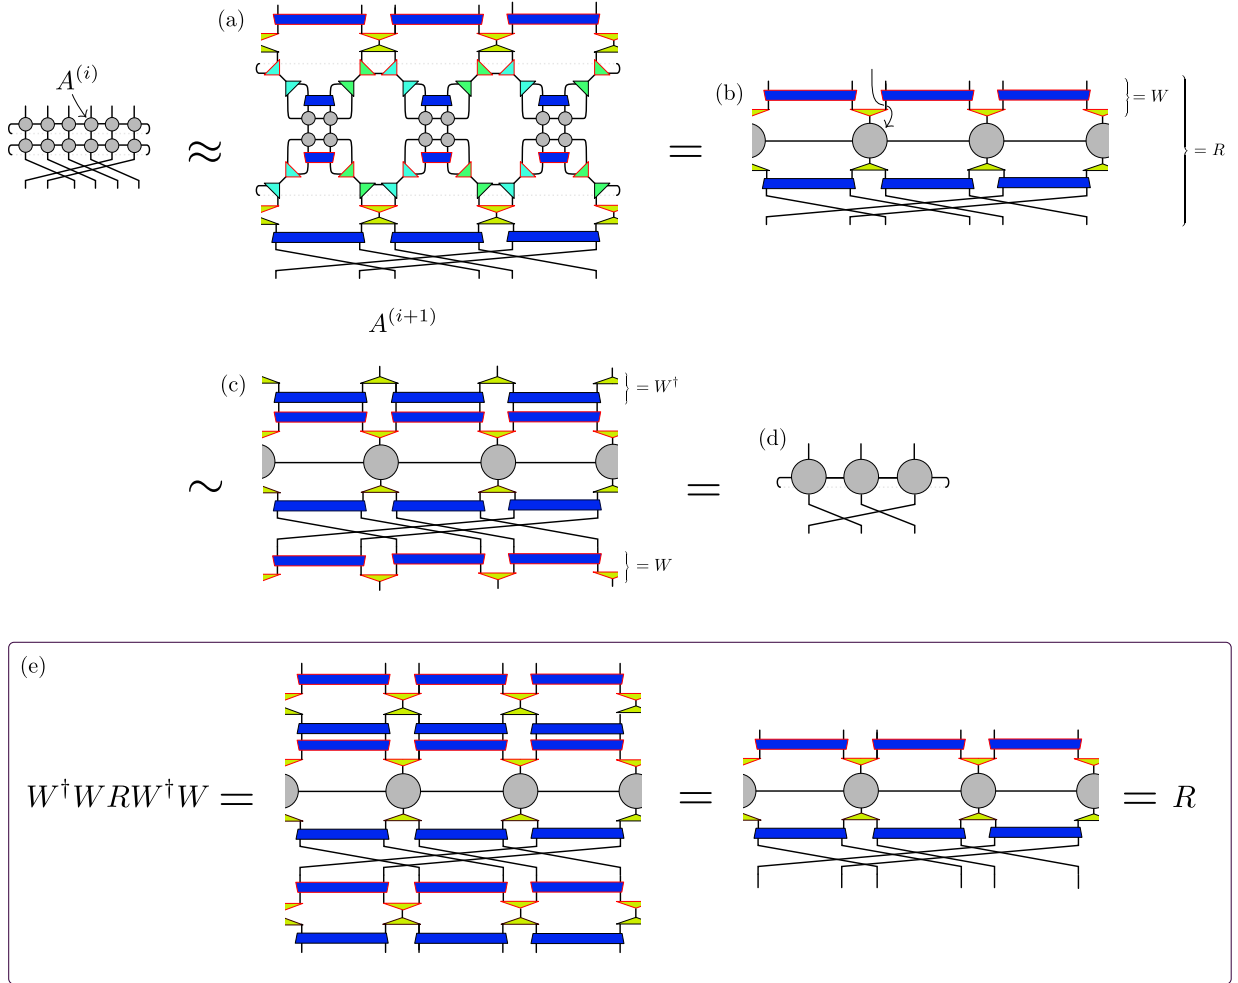 (a)
A^{(i)}
≈
=
(b)
} = W
} = R
A^{(i+1)}
(c)
} = W^†
∼
=
(d)
} = W
(e)
W^†WRW^†W =
=
= R